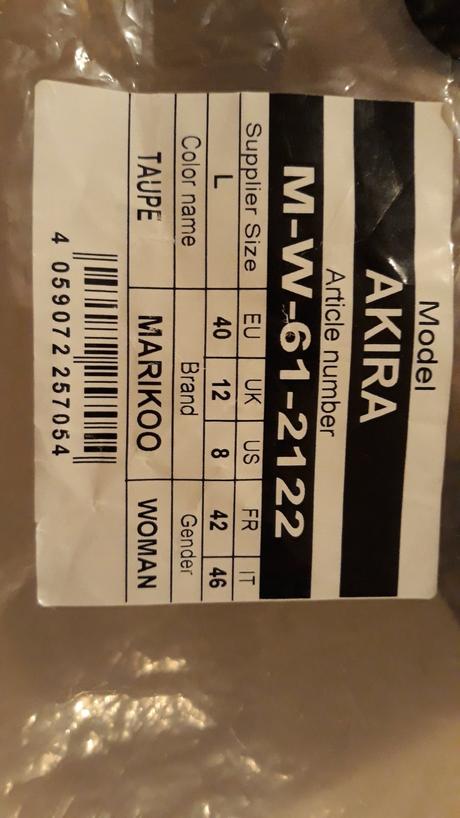 Model
AKIRA
Article number
M-W-61-2122
Supplier Size EU UK US FR IT
L 40 12 8 42 46
Color name Brand Gender
TAUPE MARIKOO WOMAN
4 059072 257054